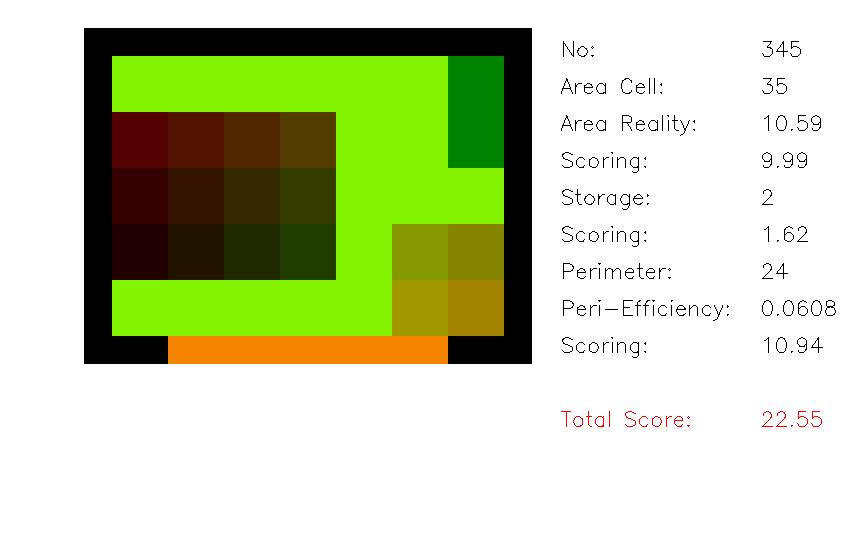 No: 345
Area Cell: 35
Area Reality: 10.59
Scoring: 9.99
Storage: 2
Scoring: 1.62
Perimeter: 24
Peri-Efficiency: 0.0608
Scoring: 10.94
Total Score: 22.55